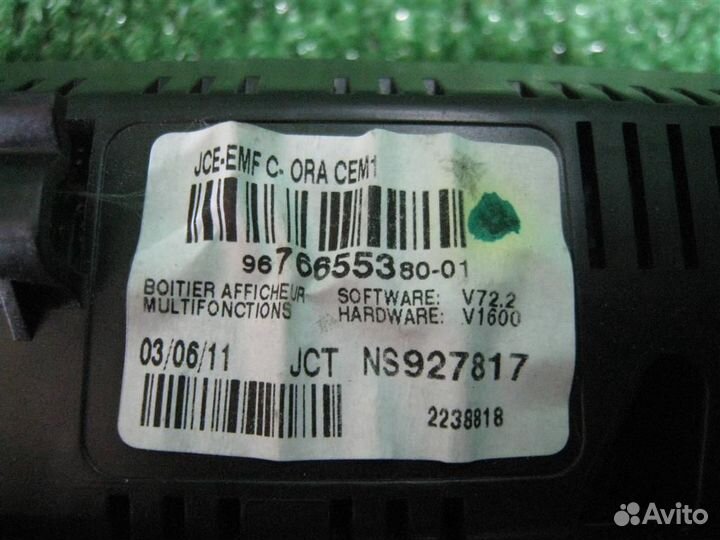 JCE-EMF C- ORA CEM1
9676655380-01
BOITIER AFFICHEUR SOFTWARE: V72.2
MULTIFONCTIONS HARDWARE: V1600
03/06/11 JCT NS927817
2238818
Avito